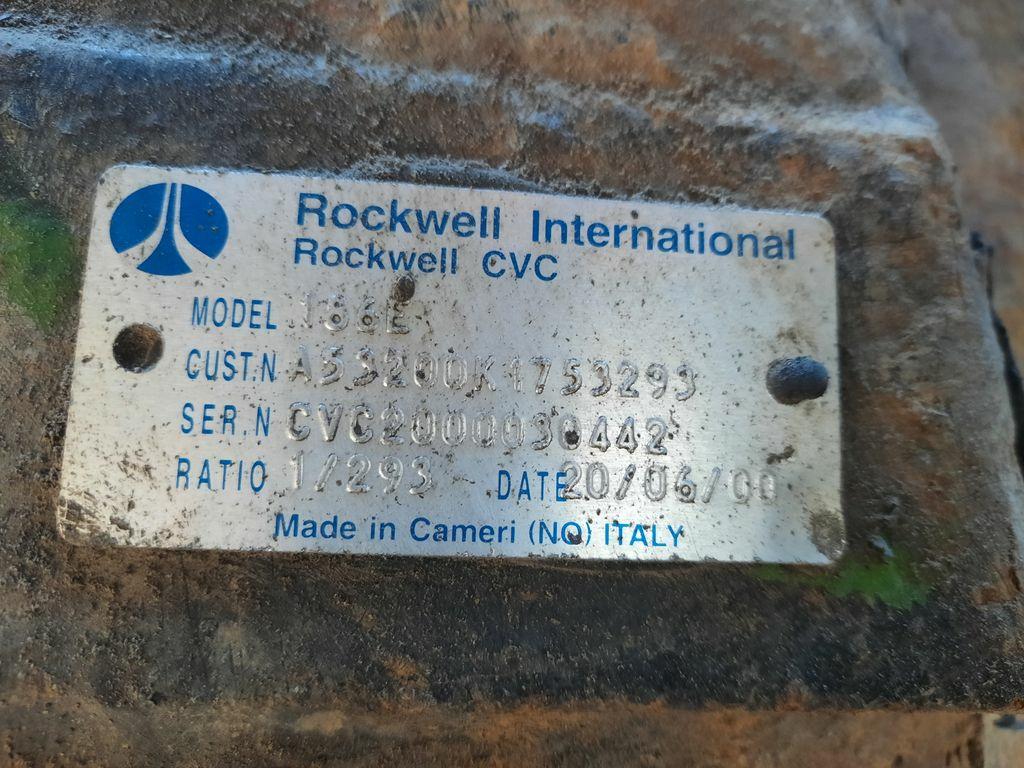 Rockwell International
Rockwell CVC
MODEL 186E
CUST.N A53200K1753293
SER.N CVC2000030442
RATIO 1/293 DATE 20/06/00
Made in Cameri (NO) ITALY